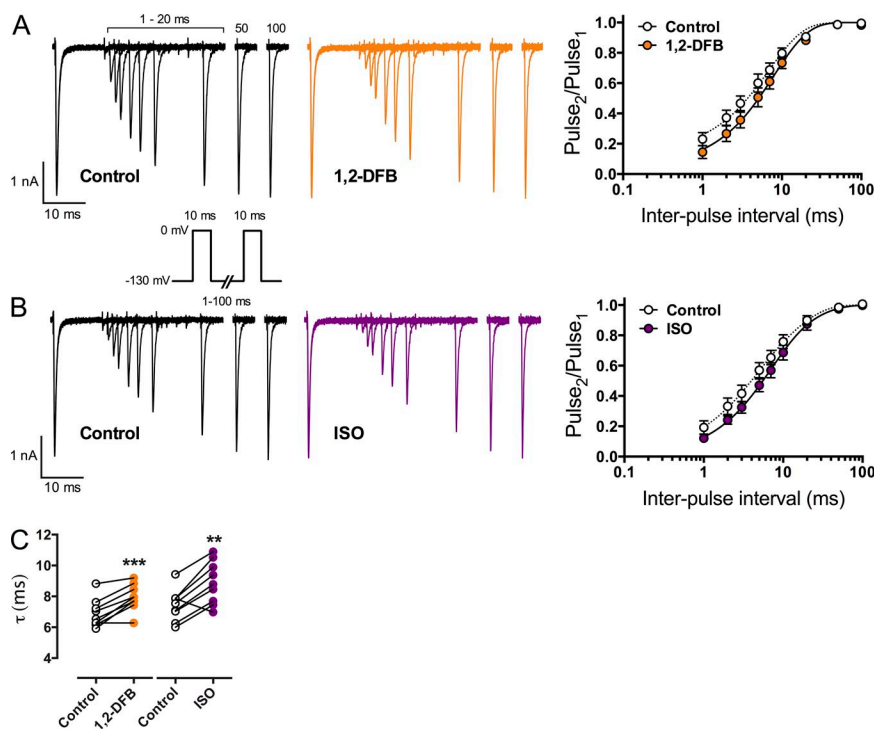 A
1 - 20 ms
50
100
Control
1 nA
10 ms
1,2-DFB
Pulse2/Pulse1
1.0
0.8
0.6
0.4
0.2
0.0
0.1
1
10
100
Inter-pulse interval (ms)
Control
1,2-DFB
10 ms
10 ms
0 mV
-130 mV
1-100 ms
B
Control
1 nA
10 ms
ISO
Pulse2/Pulse1
1.0
0.8
0.6
0.4
0.2
0.0
0.1
1
10
100
Inter-pulse interval (ms)
Control
ISO
C
τ (ms)
12
10
8
6
4
***
**
Control
1,2-DFB
Control
ISO